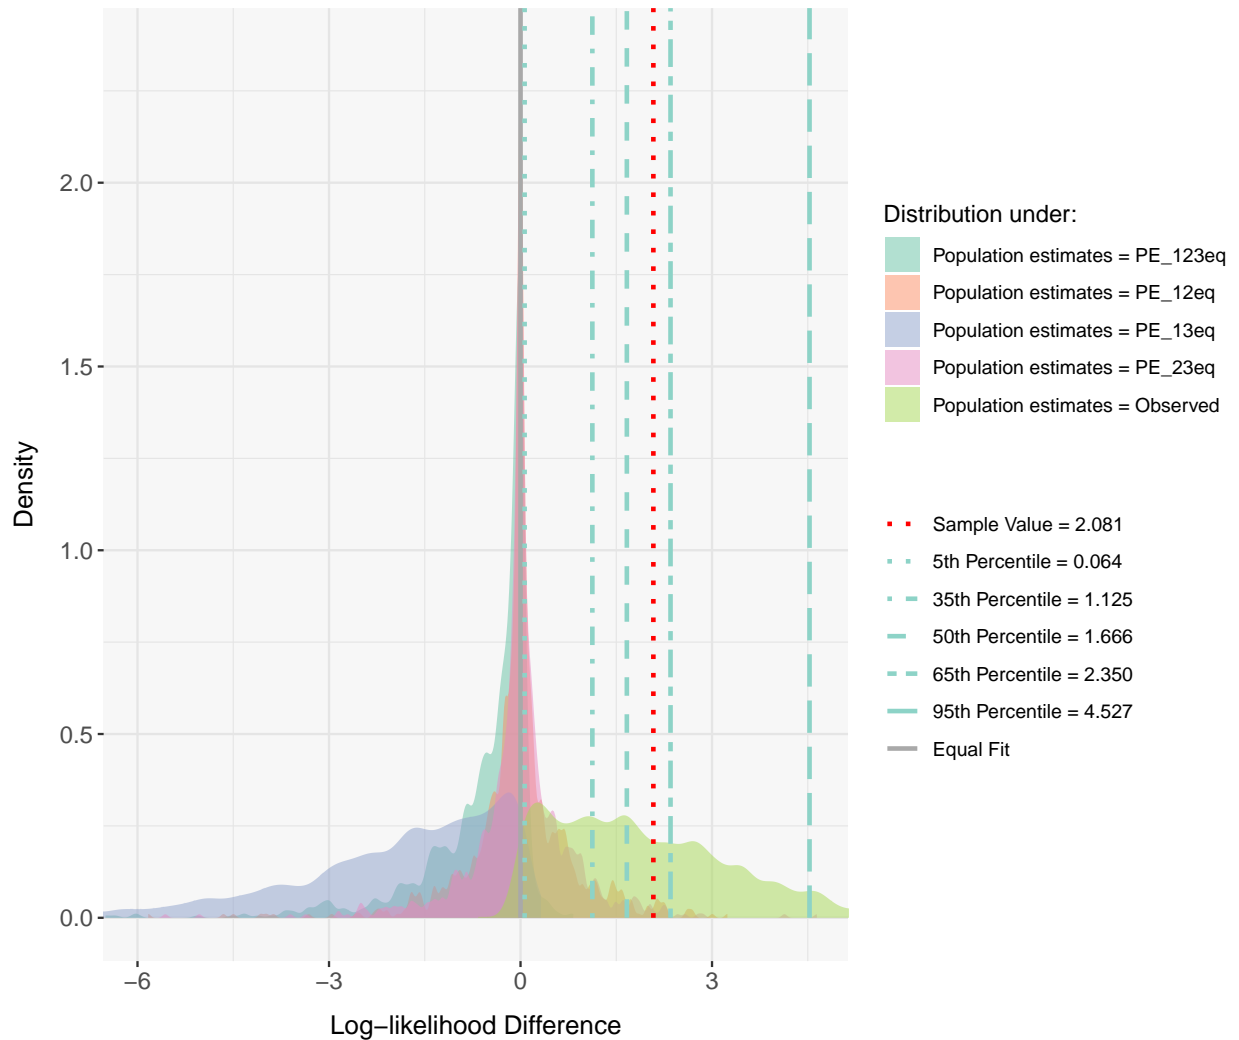 2.0
1.5
1.0
0.5
0.0
Density
−6
−3
0
3
Log−likelihood Difference
Distribution under:
Population estimates = PE_123eq
Population estimates = PE_12eq
Population estimates = PE_13eq
Population estimates = PE_23eq
Population estimates = Observed
Sample Value = 2.081
5th Percentile = 0.064
35th Percentile = 1.125
50th Percentile = 1.666
65th Percentile = 2.350
95th Percentile = 4.527
Equal Fit